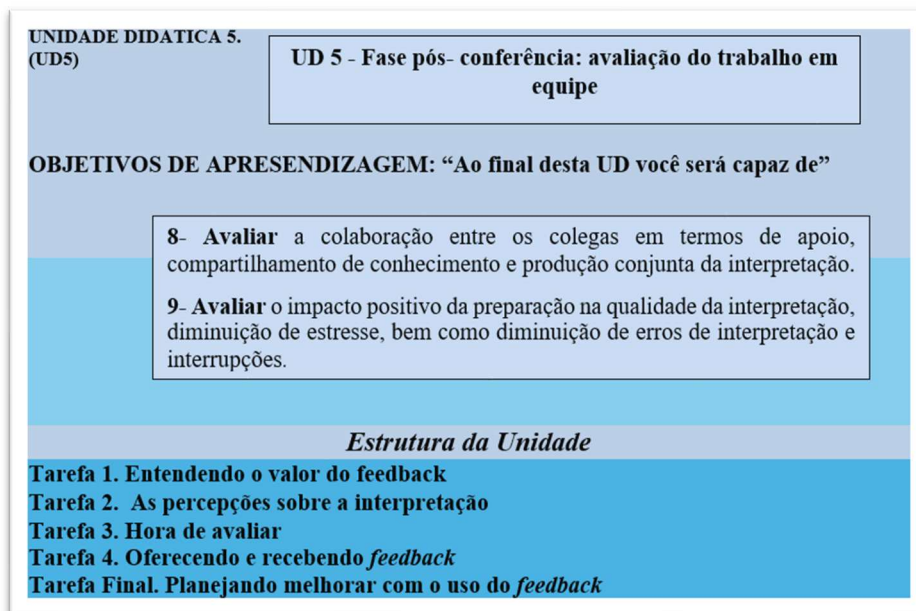 UNIDADE DIDATICA 5.
(UD5)
UD 5 - Fase pós- conferência: avaliação do trabalho em
equipe
OBJETIVOS DE APRESENDIZAGEM: “Ao final desta UD você será capaz de”
8- Avaliar a colaboração entre os colegas em termos de apoio,
compartilhamento de conhecimento e produção conjunta da interpretação.
9- Avaliar o impacto positivo da preparação na qualidade da interpretação,
diminuição de estresse, bem como diminuição de erros de interpretação e
interrupções.
Estrutura da Unidade
Tarefa 1. Entendendo o valor do feedback
Tarefa 2. As percepções sobre a interpretação
Tarefa 3. Hora de avaliar
Tarefa 4. Oferecendo e recebendo feedback
Tarefa Final. Planejando melhorar com o uso do feedback